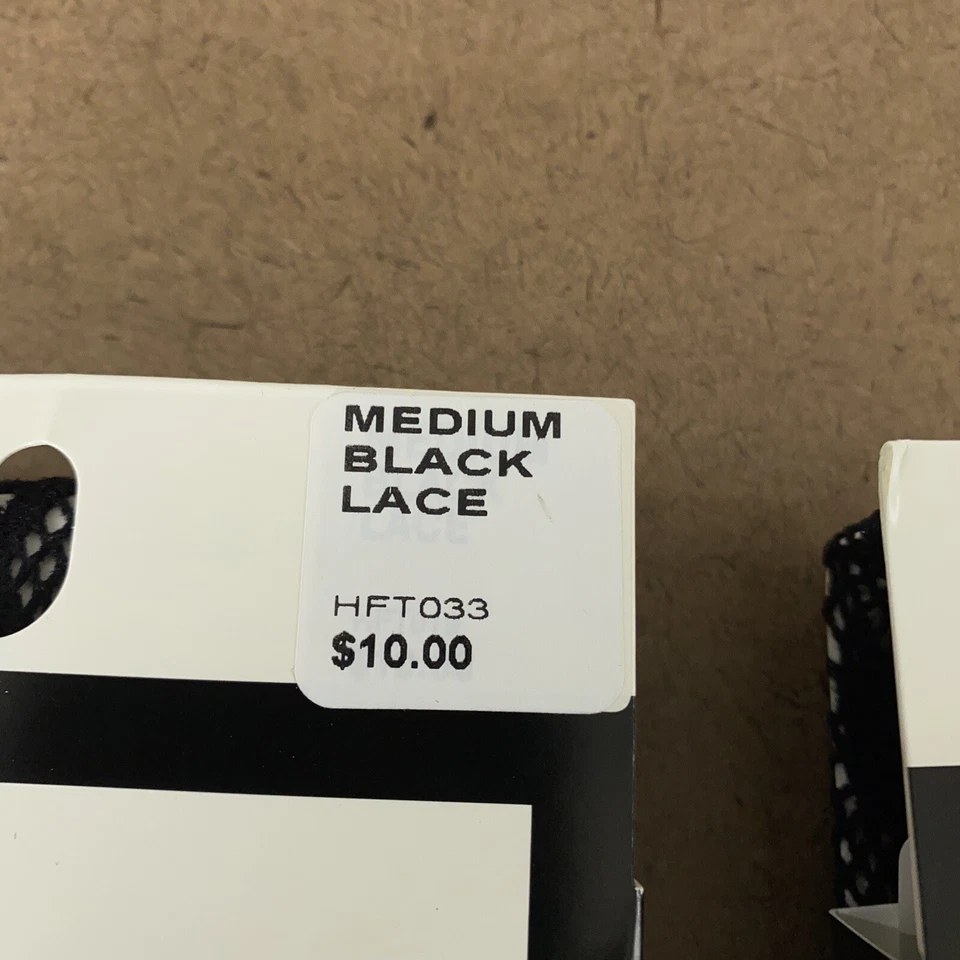 MEDIUM
BLACK
LACE
HFT033
$10.00